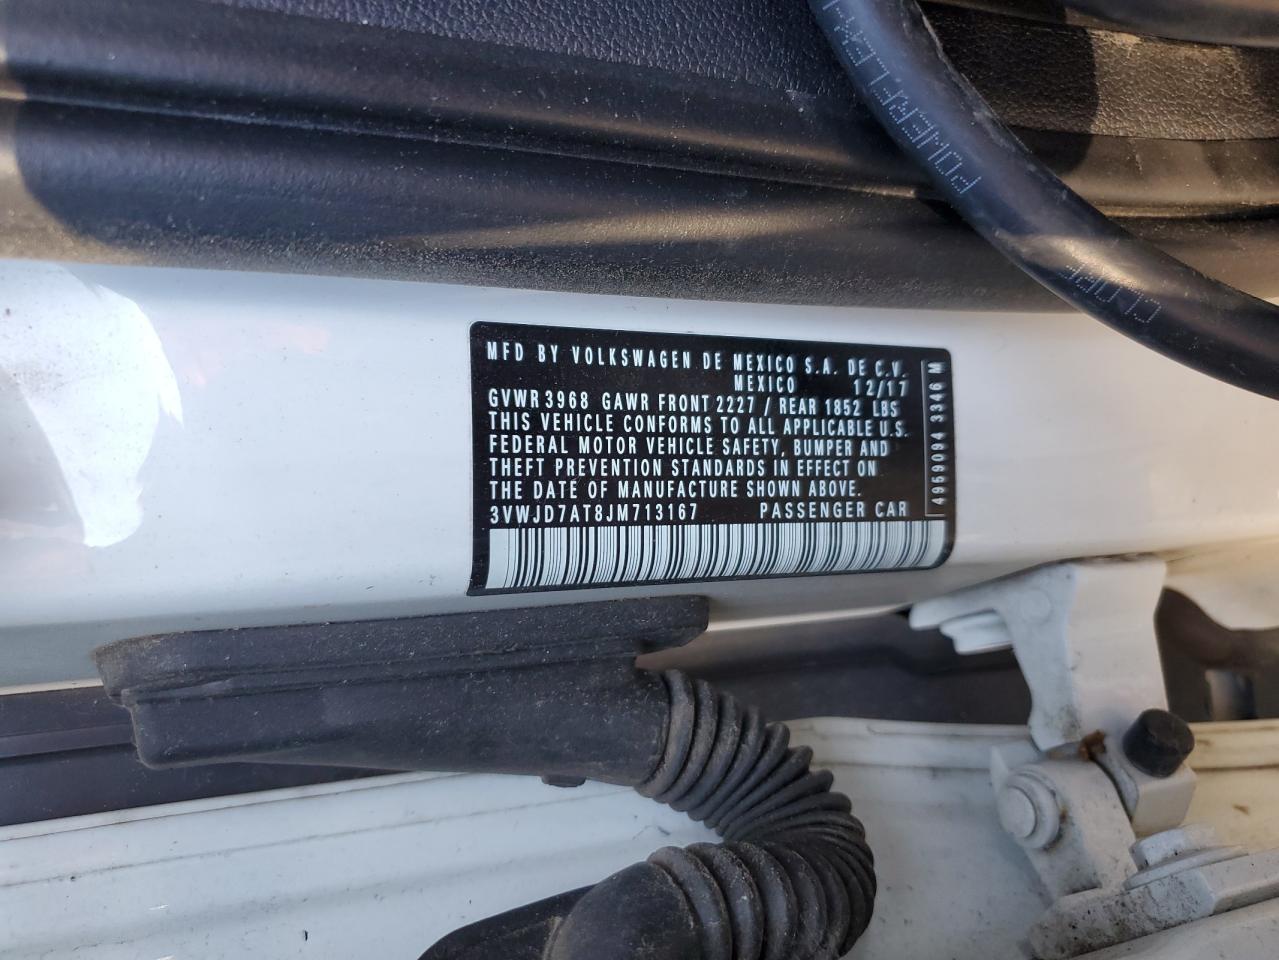 MFD BY VOLKSWAGEN DE MEXICO S.A. DE C.V.
MEXICO 12/17
GVWR 3968 GAWR FRONT 2227 / REAR 1852 LBS
THIS VEHICLE CONFORMS TO ALL APPLICABLE U.S.
FEDERAL MOTOR VEHICLE SAFETY, BUMPER AND
THEFT PREVENTION STANDARDS IN EFFECT ON
THE DATE OF MANUFACTURE SHOWN ABOVE.
3VWJD7AT8JM713167 PASSENGER CAR
4959094 3346 M